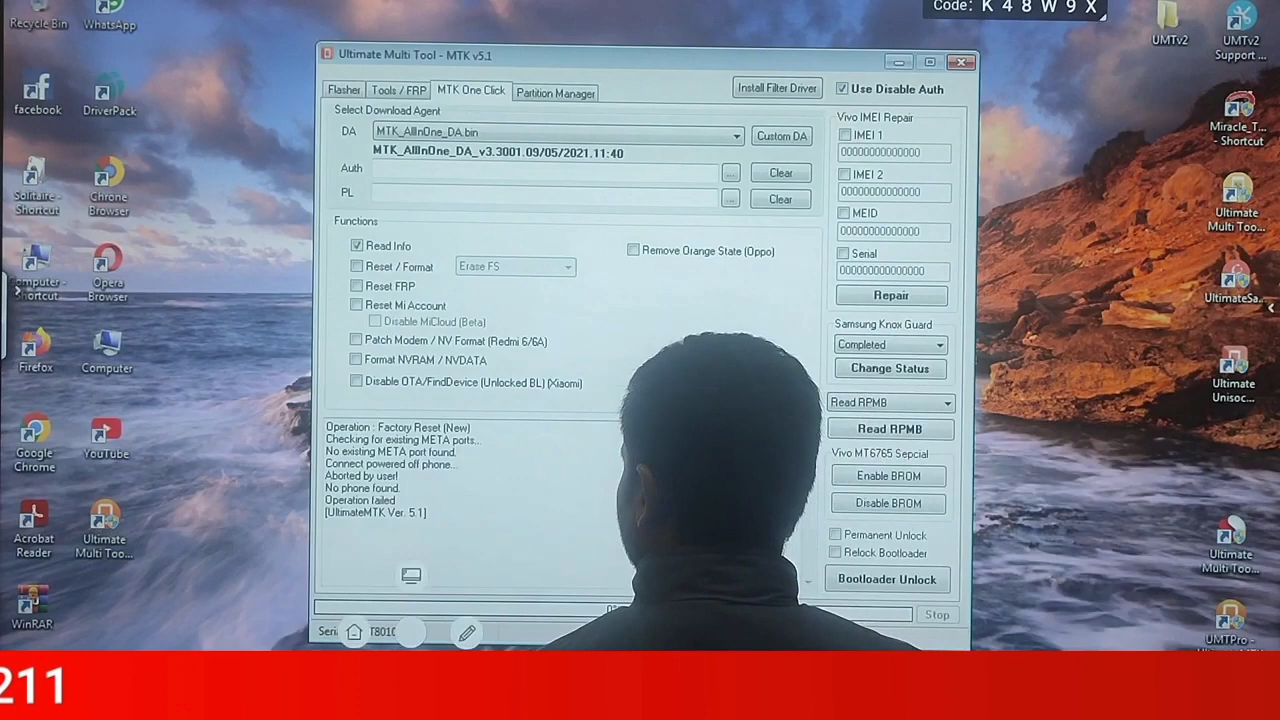 Code: K 4 8 W 9 X
Recycle Bin
WhatsApp
UMTv2
UMTv2 Support ...
Ultimate Multi Tool - MTK v5.1
Flasher
Tools / FRP
MTK One Click
Partition Manager
Install Filter Driver
Use Disable Auth
facebook
DriverPack
Select Download Agent
DA
MTK_AllInOne_DA.bin
Custom DA
MTK_AllInOne_DA_v3.3001.09/05/2021.11:40
Auth
...
Clear
PL
...
Clear
Vivo IMEI Repair
IMEI 1
00000000000000
IMEI 2
00000000000000
MEID
00000000000000
Serial
00000000000000
Repair
Miracle_T...
- Shortcut
Solitaire -
Shortcut
Chrome
Browser
Ultimate
Multi Too...
Functions
Read Info
Remove Orange State (Oppo)
Reset / Format
Erase FS
Reset FRP
Reset Mi Account
Disable MiCloud (Beta)
Patch Modem / NV Format (Redmi 6/6A)
Format NVRAM / NVDATA
Disable OTA/FindDevice (Unlocked BL) (Xiaomi)
Computer -
Shortcut
Opera
Browser
UltimateSa...
Samsung Knox Guard
Completed
Change Status
Firefox
Computer
Ultimate
Unisoc...
Read RPMB
Read RPMB
Operation : Factory Reset (New)
Checking for existing META ports...
No existing META port found.
Connect powered off phone...
Aborted by user!
No phone found.
Operation failed
[UltimateMTK Ver. 5.1]
Vivo MT6765 Sepcial
Enable BROM
Disable BROM
Google
Chrome
YouTube
Acrobat
Reader
Ultimate
Multi Too...
Permanent Unlock
Relock Bootloader
Bootloader Unlock
Ultimate
Multi Too...
WinRAR
Stop
UMTPro -
211